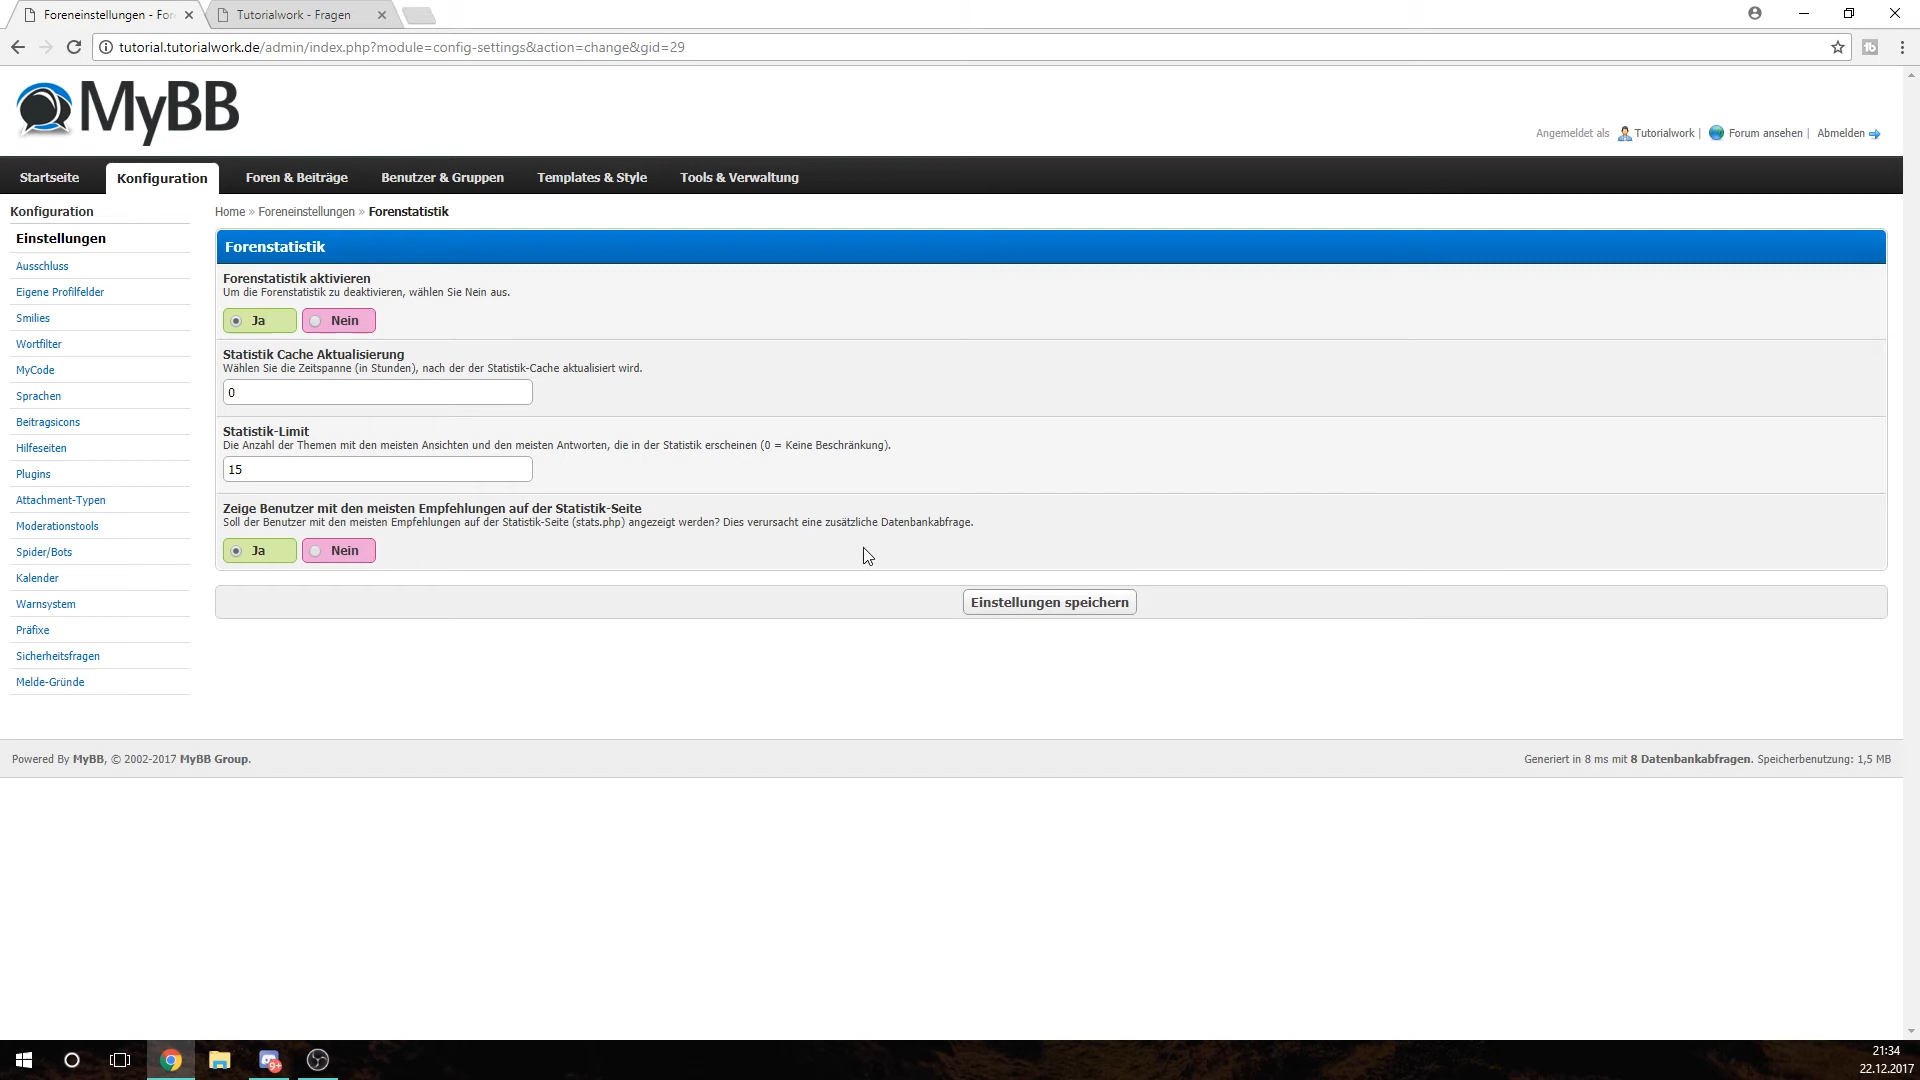 Foreneinstellungen - For
Tutorialwork - Fragen
tutorial.tutorialwork.de/admin/index.php?module=config-settings&action=change&gid=29
MyBB
Angemeldet als Tutorialwork | Forum ansehen | Abmelden
Startseite Konfiguration Foren & Beiträge Benutzer & Gruppen Templates & Style Tools & Verwaltung
Konfiguration
Einstellungen
Ausschluss
Eigene Profilfelder
Smilies
Wortfilter
MyCode
Sprachen
Beitragsicons
Hilfeseiten
Plugins
Attachment-Typen
Moderationstools
Spider/Bots
Kalender
Warnsystem
Präfixe
Sicherheitsfragen
Melde-Gründe
Home » Foreneinstellungen » Forenstatistik
Forenstatistik
Forenstatistik aktivieren
Um die Forenstatistik zu deaktivieren, wählen Sie Nein aus.
Ja Nein
Statistik Cache Aktualisierung
Wählen Sie die Zeitspanne (in Stunden), nach der der Statistik-Cache aktualisiert wird.
0
Statistik-Limit
Die Anzahl der Themen mit den meisten Ansichten und den meisten Antworten, die in der Statistik erscheinen (0 = Keine Beschränkung).
15
Zeige Benutzer mit den meisten Empfehlungen auf der Statistik-Seite
Soll der Benutzer mit den meisten Empfehlungen auf der Statistik-Seite (stats.php) angezeigt werden? Dies verursacht eine zusätzliche Datenbankabfrage.
Ja Nein
Einstellungen speichern
Powered By MyBB, © 2002-2017 MyBB Group.
Generiert in 8 ms mit 8 Datenbankabfragen. Speicherbenutzung: 1,5 MB
9+
21:34
22.12.2017